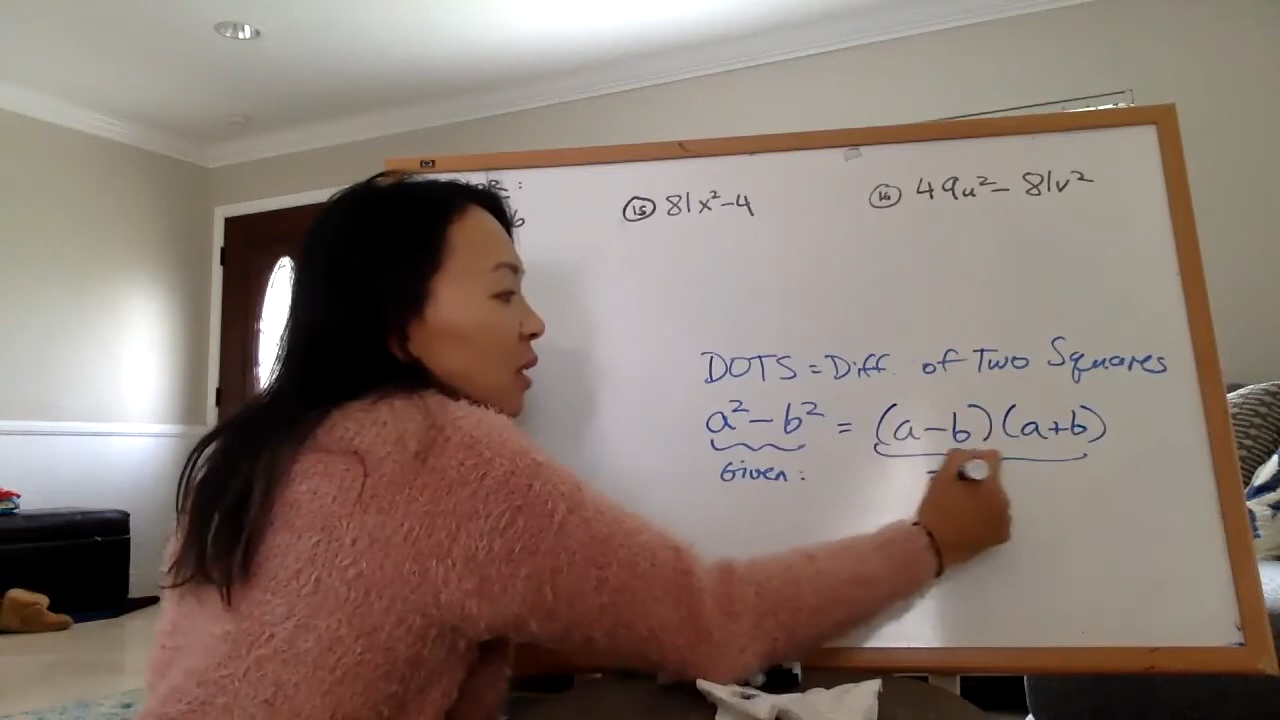 ⑮ 81x²-4
⑯ 49u²- 81v²
DOTS = Diff. of Two Squares
a² - b² = (a-b)(a+b)
Given: